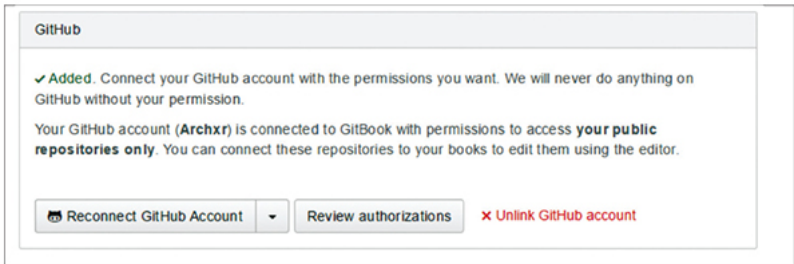 GitHub
✓ Added. Connect your GitHub account with the permissions you want. We will never do anything on
GitHub without your permission.
Your GitHub account (Archxr) is connected to GitBook with permissions to access your public
repositories only. You can connect these repositories to your books to edit them using the editor.
Reconnect GitHub Account Review authorizations × Unlink GitHub account